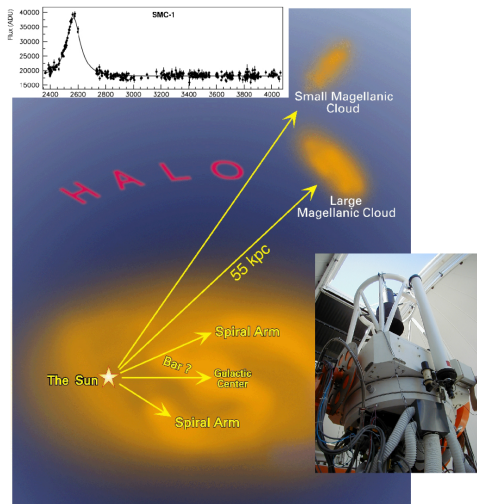 SMC-1
Flux (ADU)
40000
35000
30000
25000
20000
15000
2400 2600 2800 3000 3200 3400 3600 3800 4000
Small Magellanic
Cloud
HALO
Large
Magellanic Cloud
55 kpc
Spiral Arm
Bar ?
The Sun
Galactic
Center
Spiral Arm